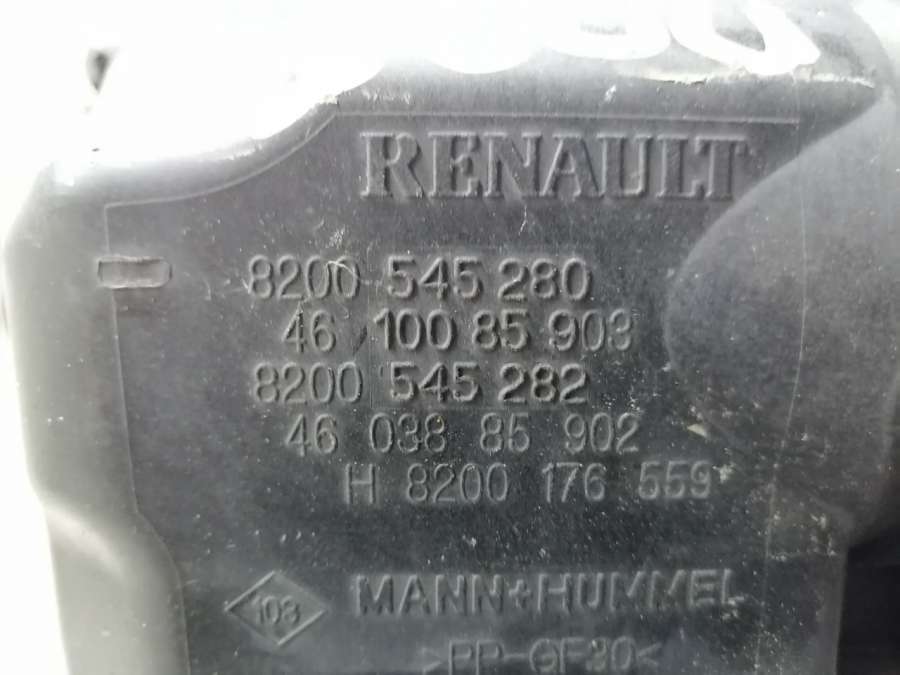 RENAULT
8200 545 280
46 100 85 903
8200 545 282
46 038 85 902
H 8200 176 559
103
MANN+HUMMEL
>PP-GF30<